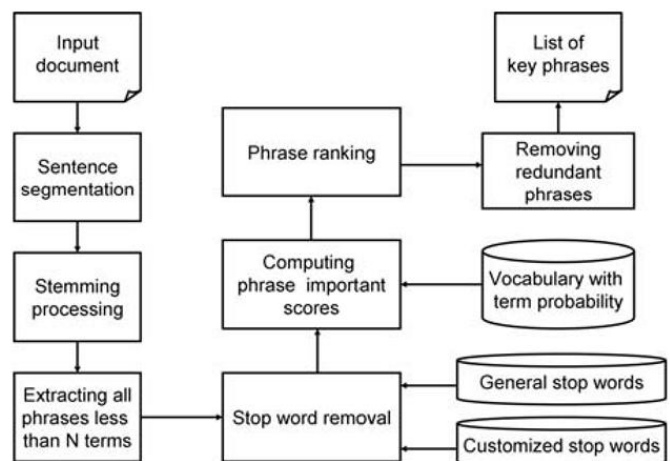 Input
document
Sentence
segmentation
Stemming
processing
Extracting all
phrases less
than N terms
Stop word removal
General stop words
Customized stop words
Computing
phrase important
scores
Vocabulary with
term probability
Phrase ranking
Removing
redundant
phrases
List of
key phrases